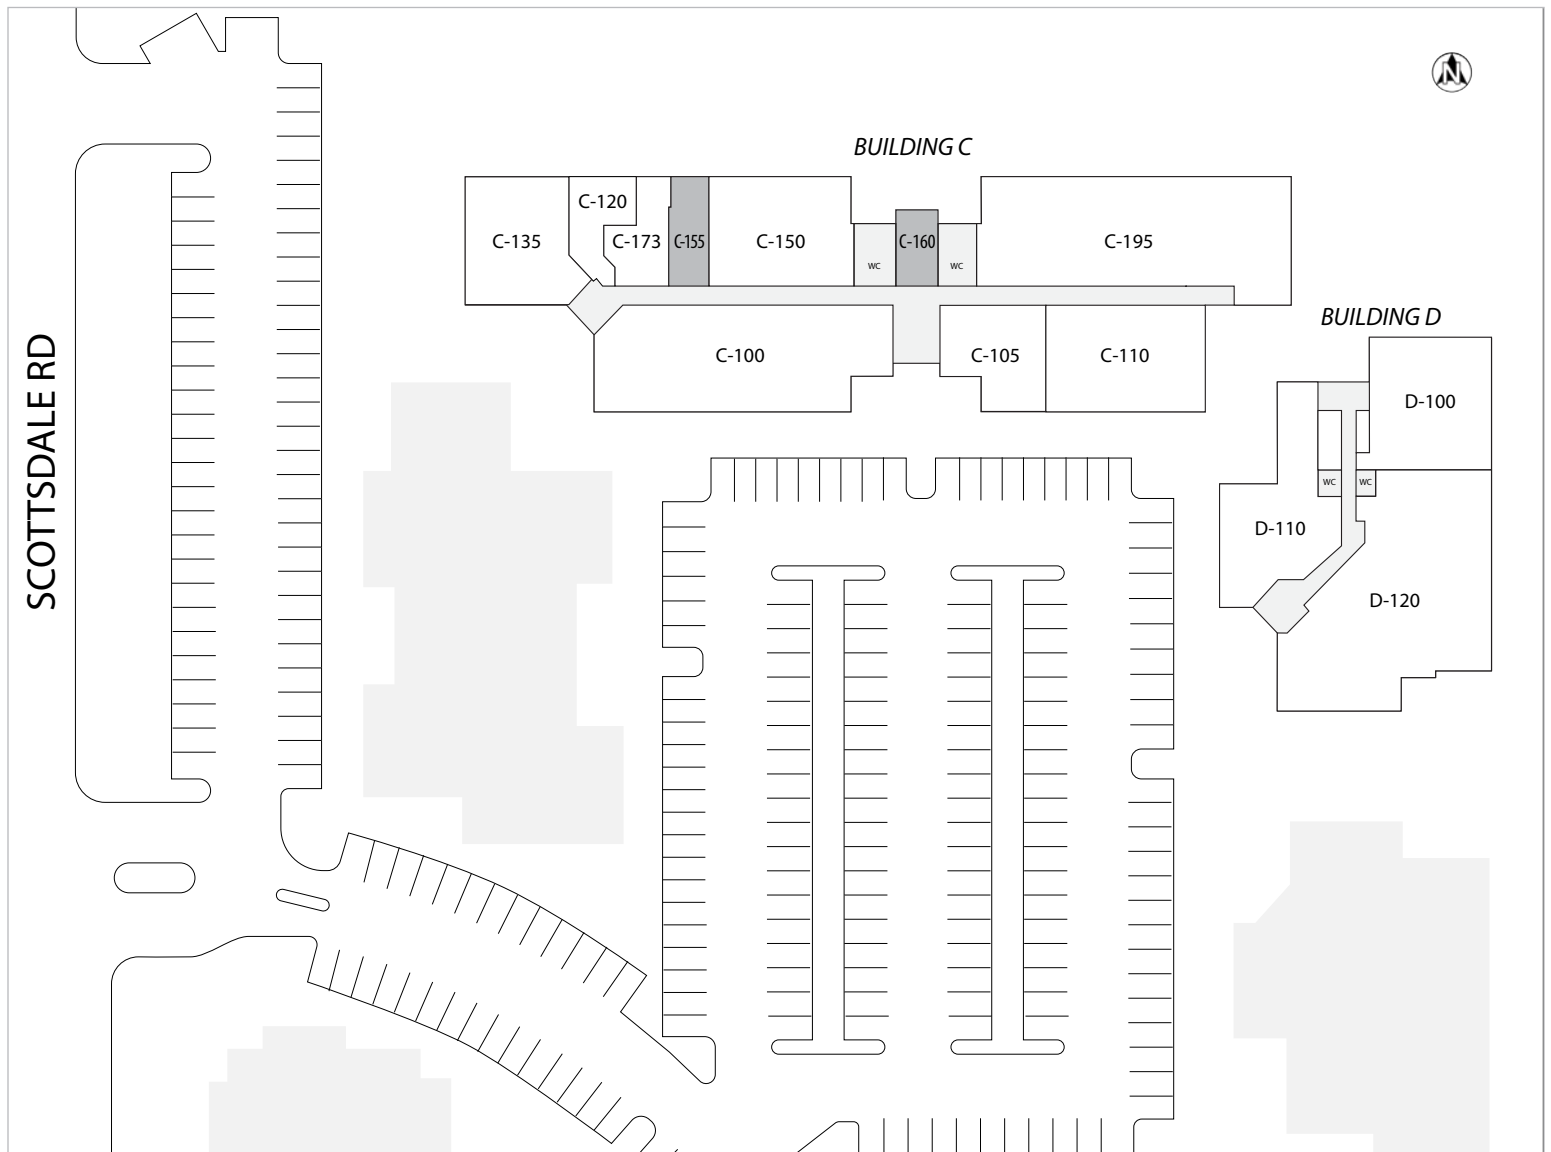 N
BUILDING C
C-120
C-135
C-173
C-155
C-150
C-160
C-195
WC
WC
BUILDING D
C-100
C-105
C-110
D-100
WC
WC
D-110
D-120
SCOTTSDALE RD